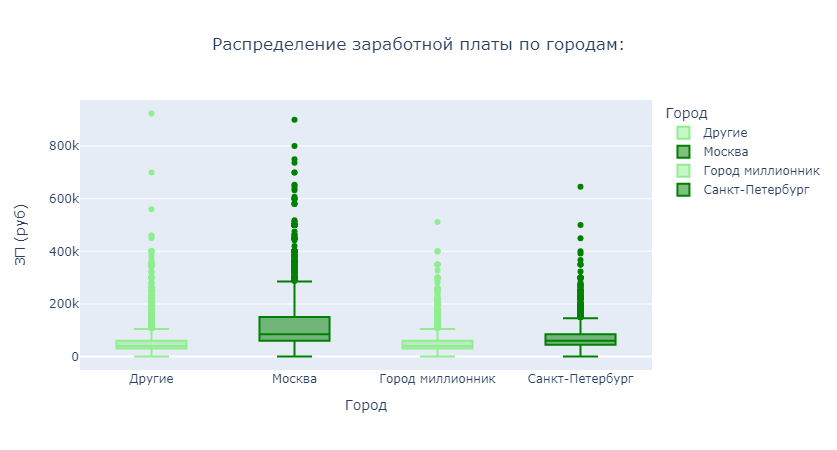 Распределение заработной платы по городам:
Город
Другие
Москва
Город миллионник
Санкт-Петербург
800k
600k
400k
200k
0
ЗП (руб)
Другие
Москва
Город миллионник
Санкт-Петербург
Город